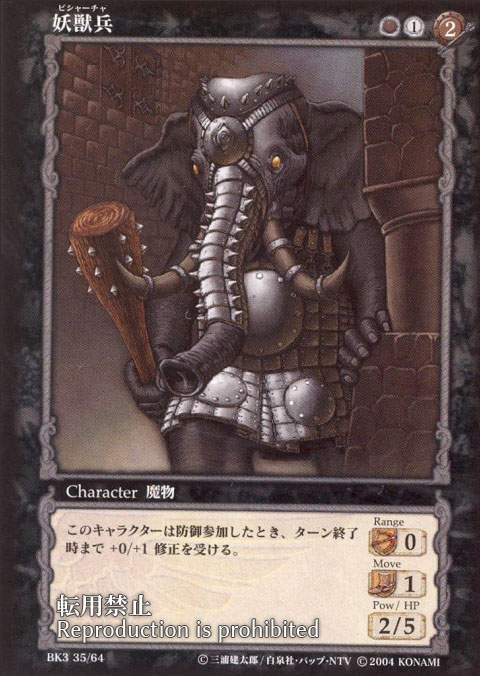 ピシャーチャ
妖獣兵
1 2
Character 魔物
このキャラクターは防御参加したとき、ターン終了
時まで +0/+1 修正を受ける。
Range
0
Move
1
Pow/ HP
2/5
転用禁止
Reproduction is prohibited
BK3 35/64
©三浦建太郎/白泉社・バップ・NTV ©2004 KONAMI